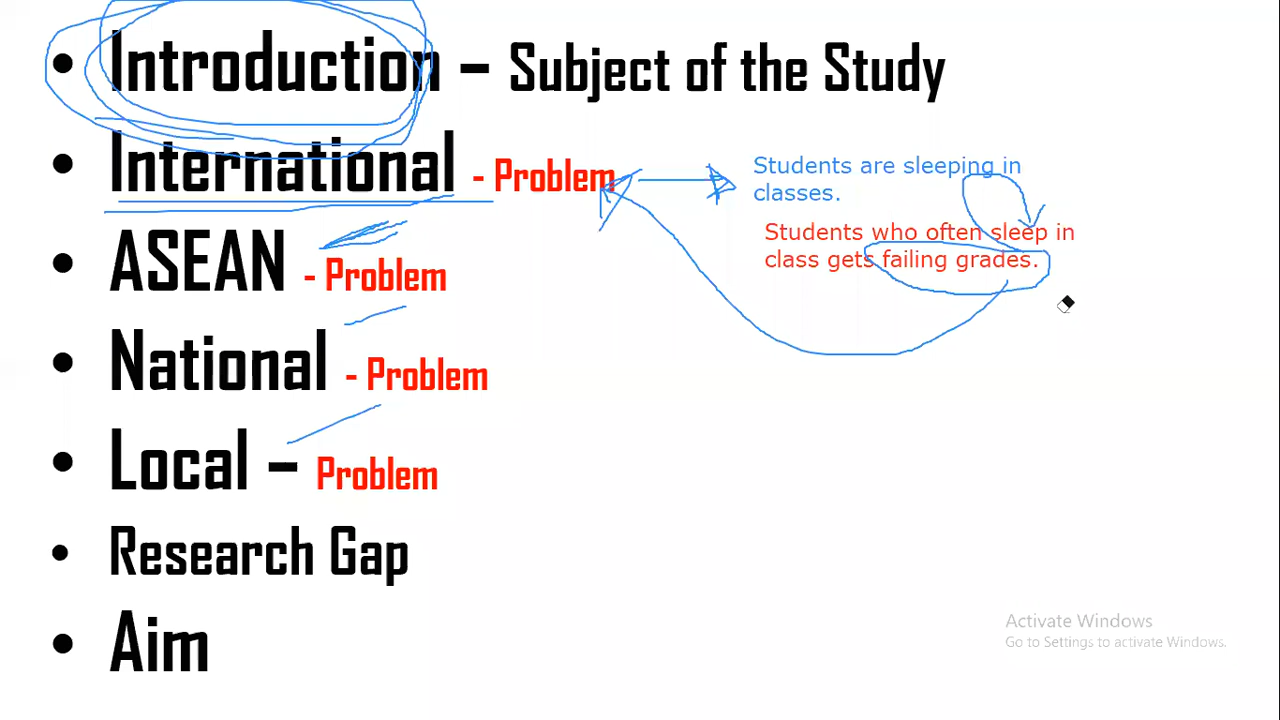 • Introduction – Subject of the Study
• International - Problem
Students are sleeping in
classes.
Students who often sleep in
class gets failing grades.
• ASEAN - Problem
• National - Problem
• Local – Problem
• Research Gap
• Aim
Activate Windows
Go to Settings to activate Windows.